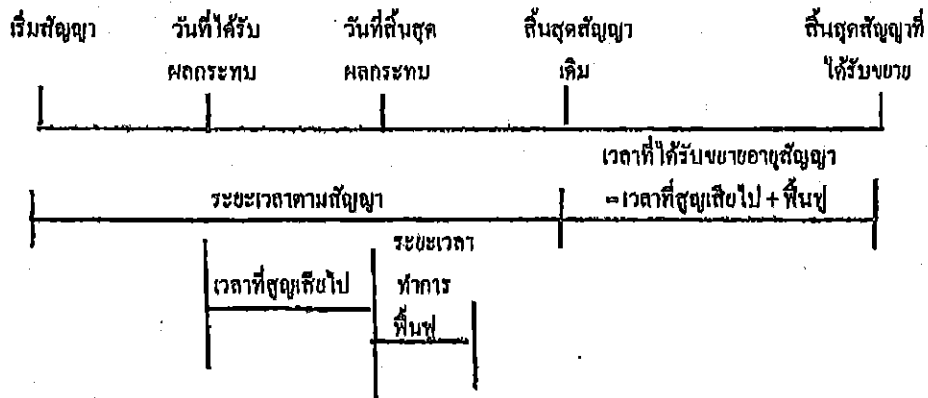 เริ่มสัญญา วันที่ได้รับ วันที่สิ้นสุด สิ้นสุดสัญญา สิ้นสุดสัญญาที่
ผลกระทบ ผลกระทบ เดิม ได้รับขยาย
เวลาที่ได้รับขยายอายุสัญญา
ระยะเวลาตามสัญญา = เวลาที่สูญเสียไป + ฟื้นฟู
ระยะเวลา
เวลาที่สูญเสียไป ทำการ
ฟื้นฟู